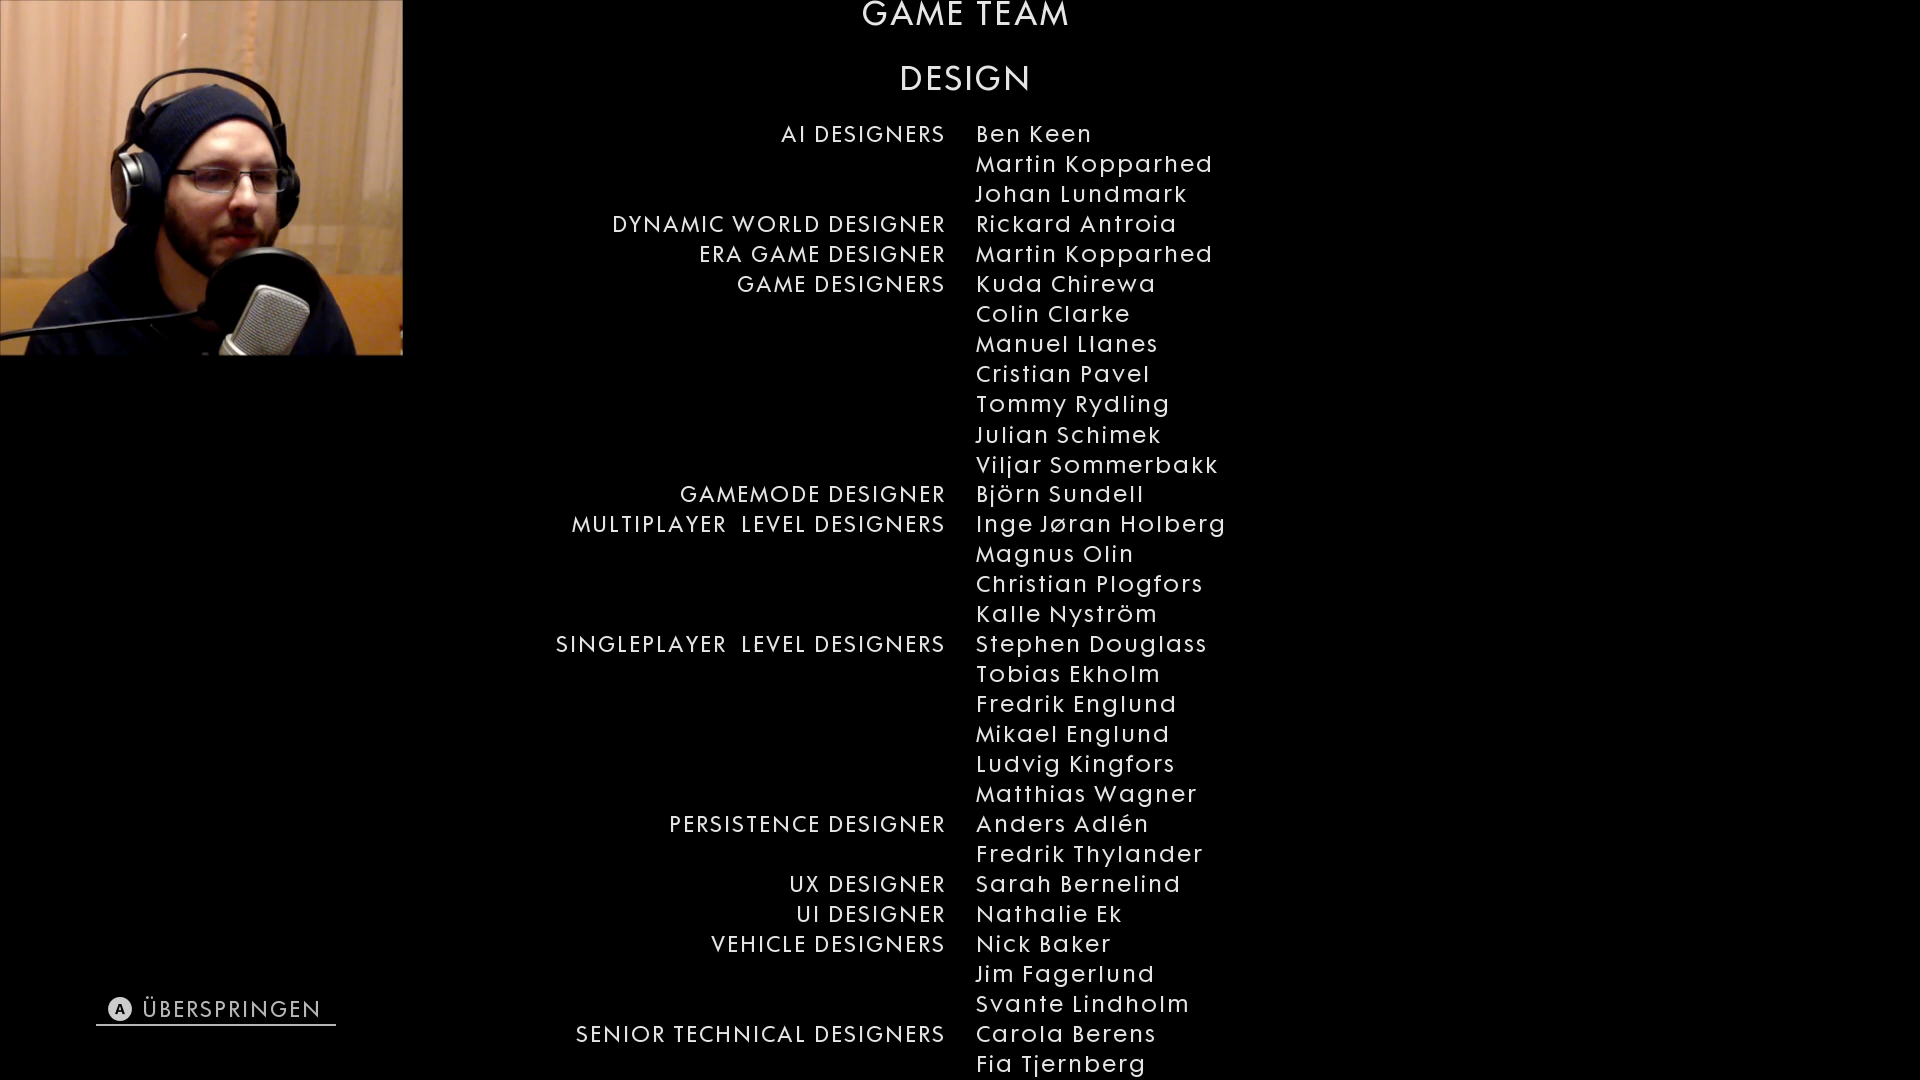 GAME TEAM
DESIGN
AI DESIGNERS Ben Keen
Martin Kopparhed
Johan Lundmark
DYNAMIC WORLD DESIGNER Rickard Antroia
ERA GAME DESIGNER Martin Kopparhed
GAME DESIGNERS Kuda Chirewa
Colin Clarke
Manuel Llanes
Cristian Pavel
Tommy Rydling
Julian Schimek
Viljar Sommerbakk
GAMEMODE DESIGNER Björn Sundell
MULTIPLAYER LEVEL DESIGNERS Inge Jøran Holberg
Magnus Olin
Christian Plogfors
Kalle Nyström
SINGLEPLAYER LEVEL DESIGNERS Stephen Douglass
Tobias Ekholm
Fredrik Englund
Mikael Englund
Ludvig Kingfors
Matthias Wagner
PERSISTENCE DESIGNER Anders Adlén
Fredrik Thylander
UX DESIGNER Sarah Bernelind
UI DESIGNER Nathalie Ek
VEHICLE DESIGNERS Nick Baker
Jim Fagerlund
Svante Lindholm
SENIOR TECHNICAL DESIGNERS Carola Berens
Fia Tjernberg
A ÜBERSPRINGEN